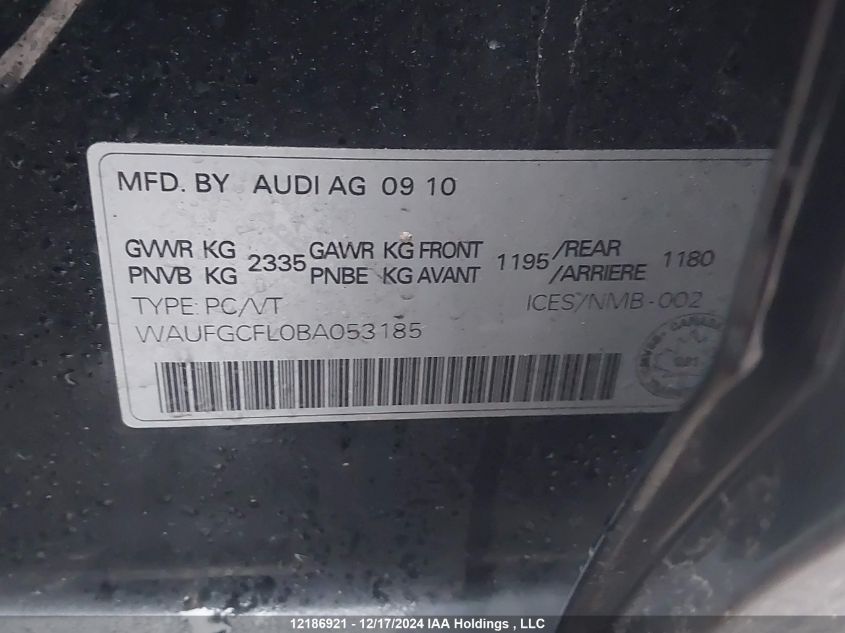 MFD. BY AUDI AG 09 10
GVWR KG 2335 GAWR KG FRONT 1195 /REAR 1180
PNVB KG PNBE KG AVANT /ARRIERE
TYPE: PC/VT ICES/NMB-002
WAUFGCFL0BA053185
CANADA
12186921 - 12/17/2024 IAA Holdings , LLC